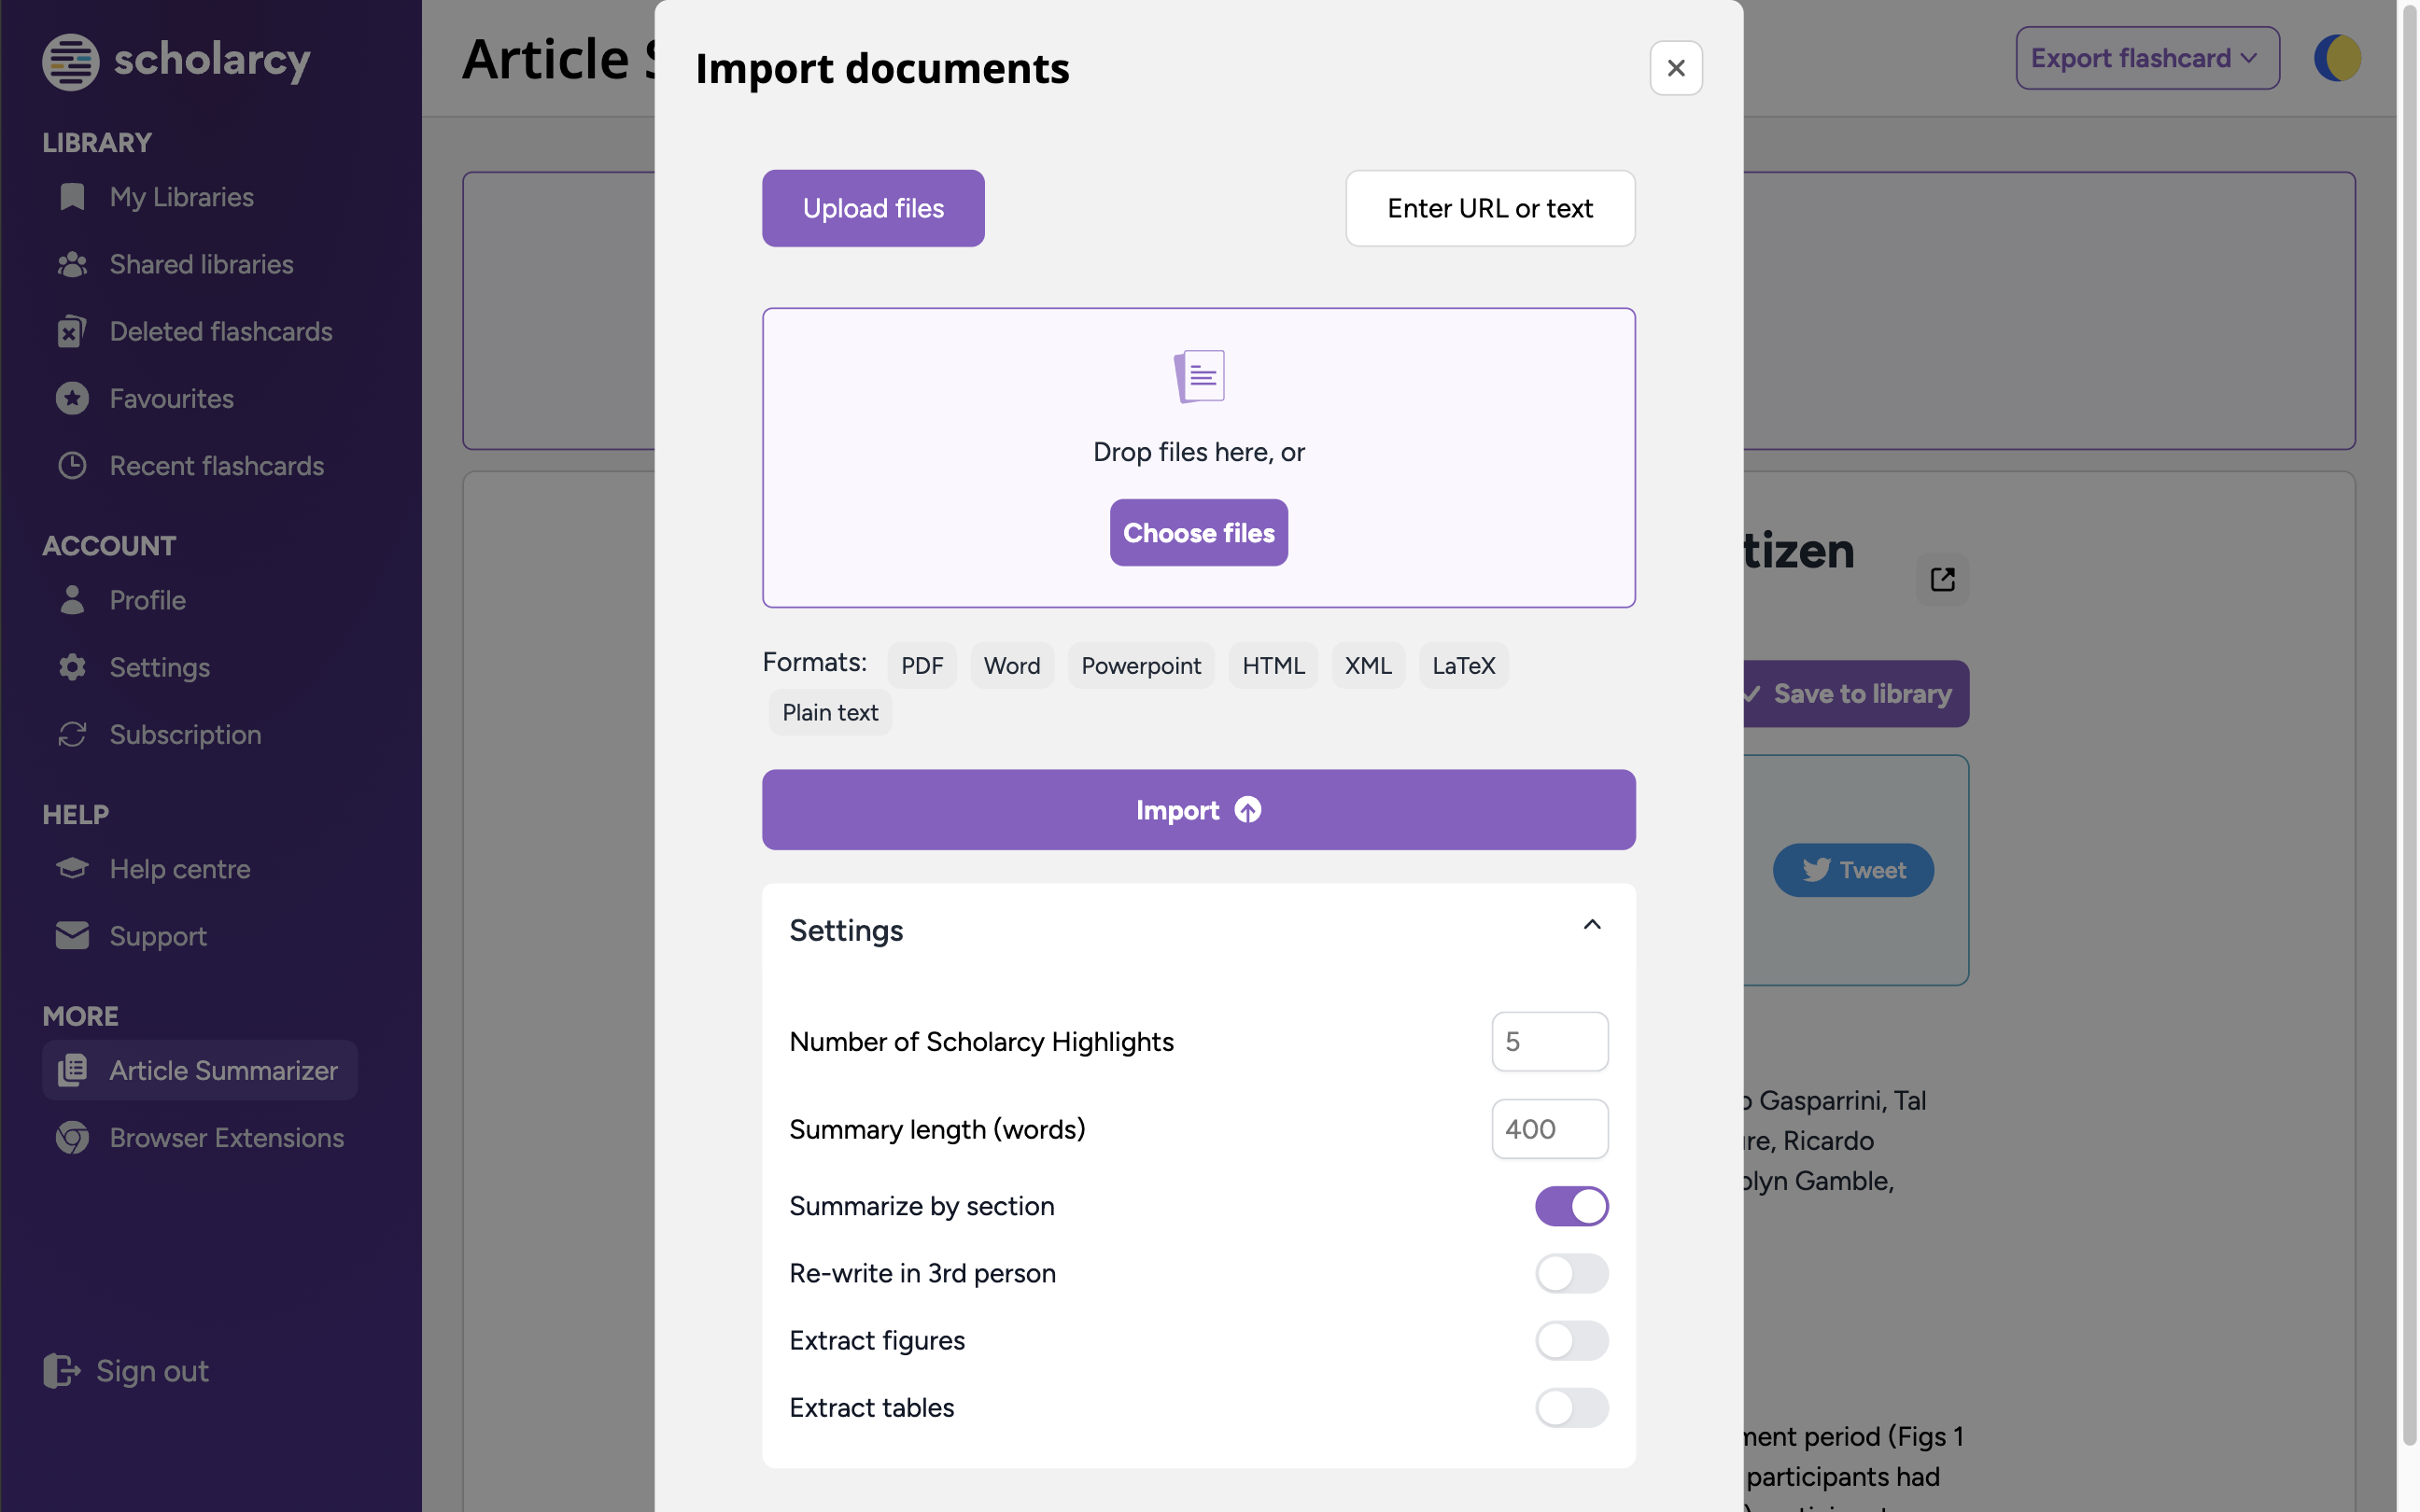 scholarcy
LIBRARY
My Libraries
Shared libraries
Deleted flashcards
Favourites
Recent flashcards
ACCOUNT
Profile
Settings
Subscription
HELP
Help centre
Support
MORE
Article Summarizer
Browser Extensions
Sign out
Article
Export flashcard
Import documents
Upload files
Enter URL or text
Drop files here, or
Choose files
Formats: PDF Word Powerpoint HTML XML LaTeX
Plain text
Import
Settings
Number of Scholarcy Highlights 5
Summary length (words) 400
Summarize by section
Re-write in 3rd person
Extract figures
Extract tables
tizen
Save to library
Tweet
Gasparrini, Tal
re, Ricardo
olyn Gamble,
ment period (Figs 1
participants had